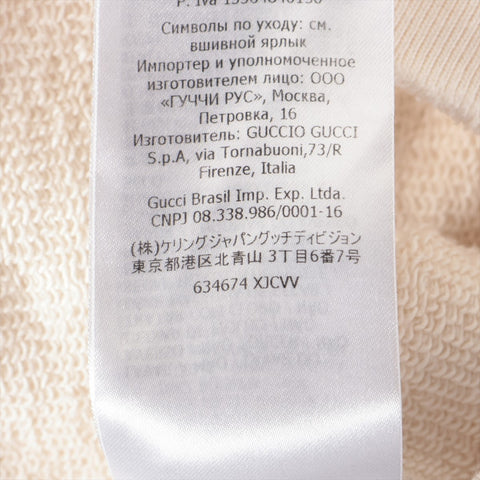 Символы по уходу: см.
вшивной ярлык
Импортер и уполномоченное
изготовителем лицо: ООО
«ГУЧЧИ РУС», Москва,
Петровка, 16
Изготовитель: GUCCIO GUCCI
S.p.A, via Tornabuoni,73/R
Firenze, Italia
Gucci Brasil Imp. Exp. Ltda.
CNPJ 08.338.986/0001-16
(株)ケリングジャパングッチディビジョン
東京都港区北青山 3丁目6番7号
634674 XJCVV